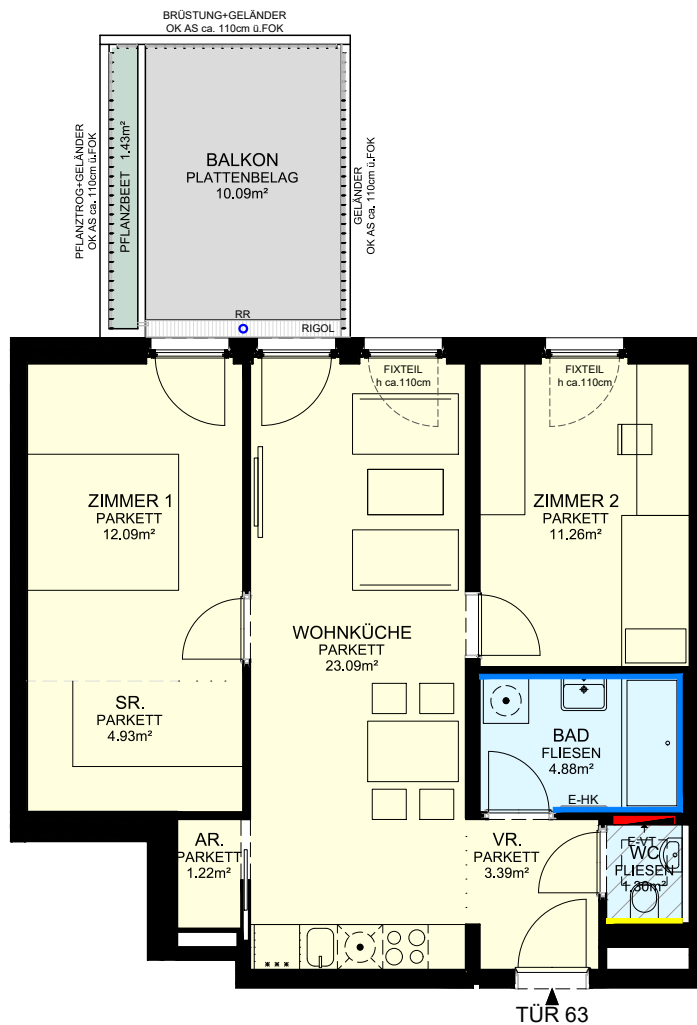 BRÜSTUNG+GELÄNDER
OK AS ca. 110cm ü.FOK
PFLANZTROG+GELÄNDER
OK AS ca. 110cm ü.FOK
PFLANZBEET 1.43m²
BALKON
PLATTENBELAG
10.09m²
GELÄNDER
OK AS ca. 110cm ü.FOK
RR
RIGOL
FIXTEIL
h ca.110cm
FIXTEIL
h ca.110cm
ZIMMER 1
PARKETT
12.09m²
ZIMMER 2
PARKETT
11.26m²
WOHNKÜCHE
PARKETT
23.09m²
SR.
PARKETT
4.93m²
BAD
FLIESEN
4.88m²
E-HK
AR.
PARKETT
1.22m²
VR.
PARKETT
3.39m²
E-VT
WC
FLIESEN
1.30m²
TÜR 63